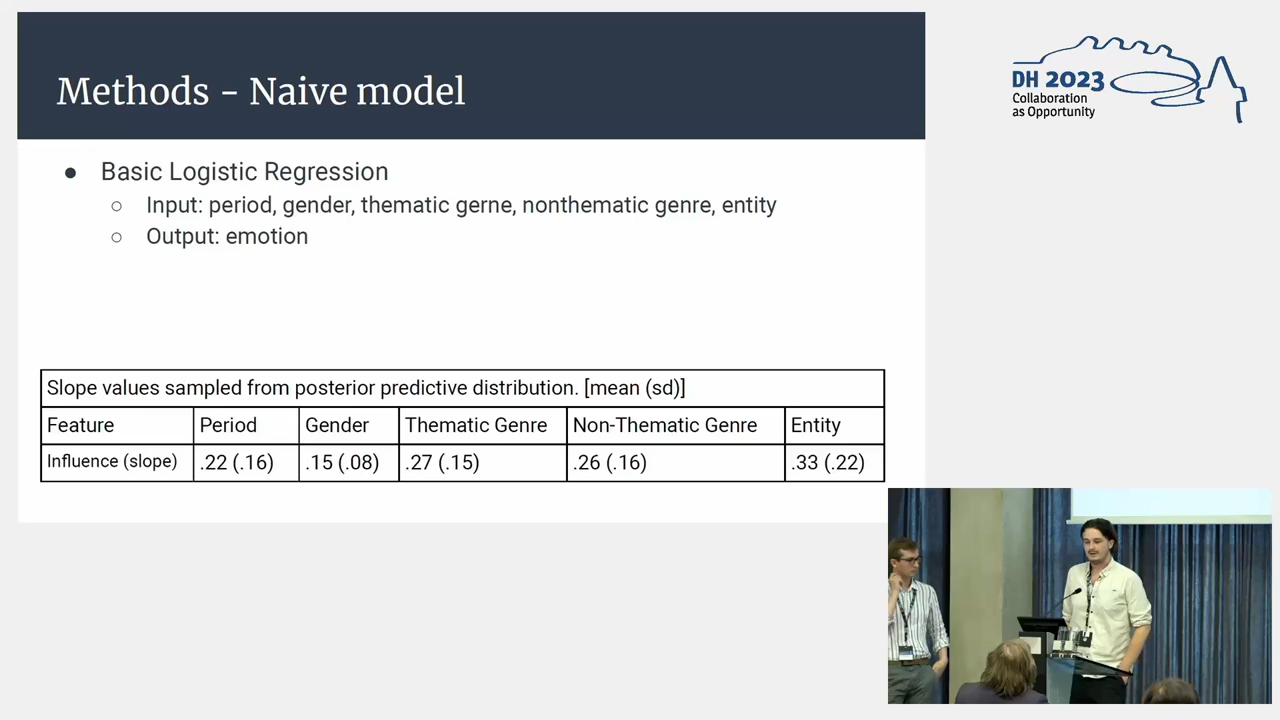 Methods - Naive model
DH 2023
Collaboration
as Opportunity
● Basic Logistic Regression
○ Input: period, gender, thematic gerne, nonthematic genre, entity
○ Output: emotion
Slope values sampled from posterior predictive distribution. [mean (sd)]
Feature Period Gender Thematic Genre Non-Thematic Genre Entity
Influence (slope) .22 (.16) .15 (.08) .27 (.15) .26 (.16) .33 (.22)